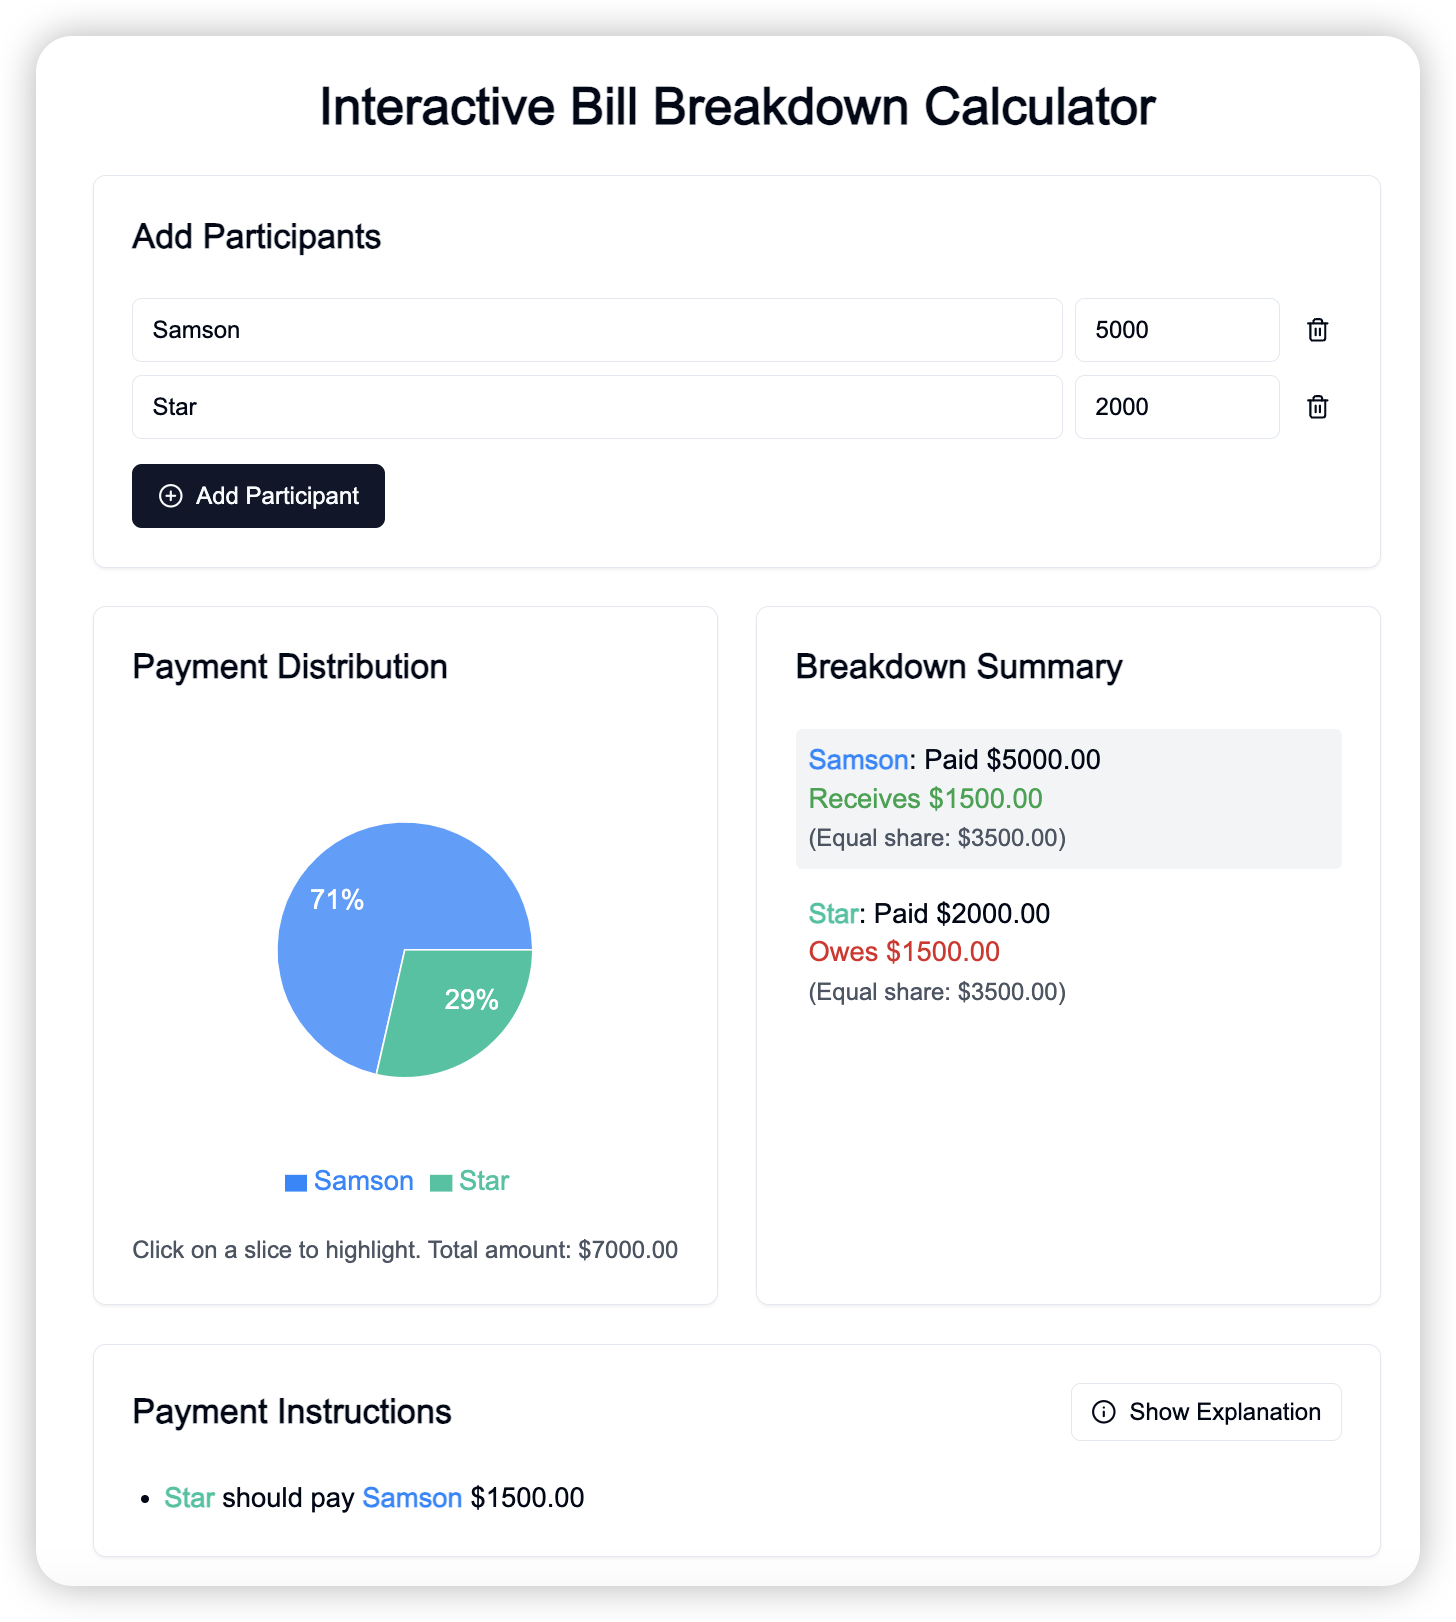 Interactive Bill Breakdown Calculator
Add Participants
Samson 5000
Star 2000
Add Participant
Payment Distribution
71%
29%
Samson Star
Click on a slice to highlight. Total amount: $7000.00
Breakdown Summary
Samson: Paid $5000.00
Receives $1500.00
(Equal share: $3500.00)
Star: Paid $2000.00
Owes $1500.00
(Equal share: $3500.00)
Payment Instructions
Show Explanation
• Star should pay Samson $1500.00